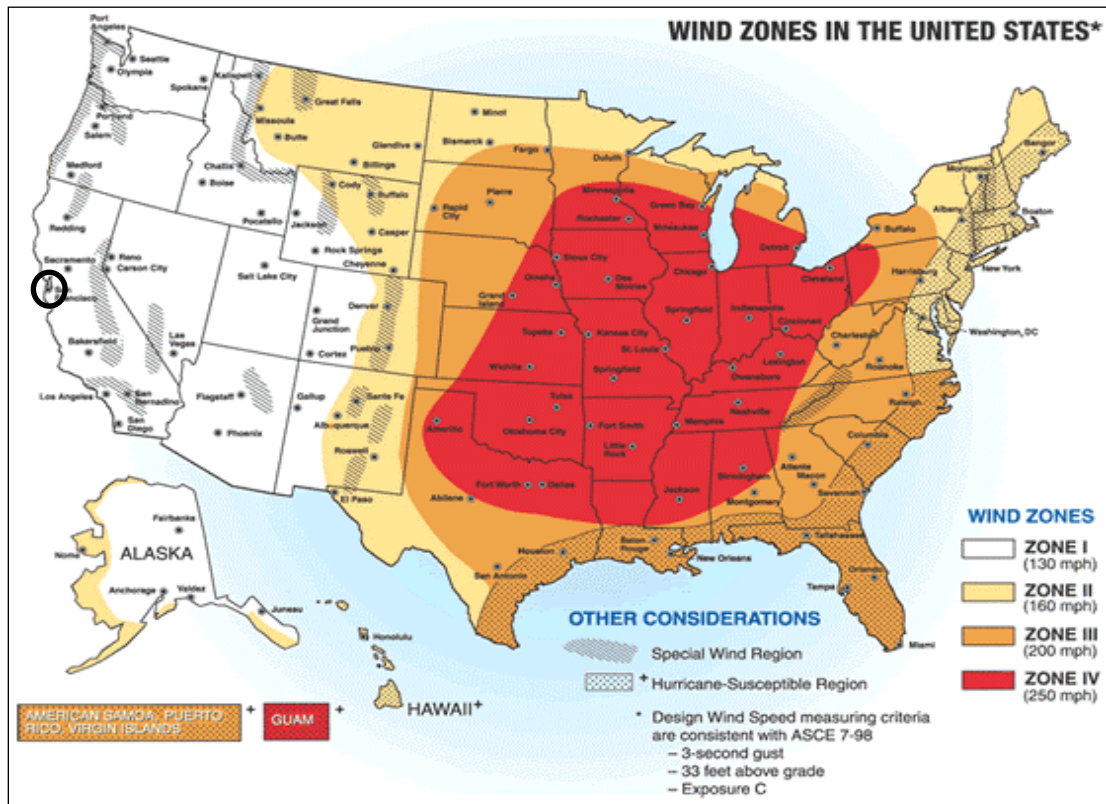 WIND ZONES IN THE UNITED STATES*
Port
Angeles
Seattle
Olympia
Spokane
Kalispell
Great Falls
Missoula
Butte
Glendive
Billings
Minot
Bismarck
Fargo
Duluth
Portland
Salem
Medford
Challis
Boise
Pocatello
Cody
Buffalo
Jackson
Casper
Rock Springs
Cheyenne
Rapid
City
Pierre
Minneapolis
Rochester
Green Bay
Milwaukee
Detroit
Buffalo
Albany
Montpelier
Bangor
Boston
New York
Harrisburg
Washington, DC
Redding
Sacramento
San
Francisco
Reno
Carson City
Salt Lake City
Grand
Junction
Cortez
Denver
Pueblo
Sioux City
Omaha
Des
Moines
Grand
Island
Chicago
Cleveland
Springfield
Indianapolis
Cincinnati
Topeka
Kansas City
St. Louis
Charleston
Roanoke
Lexington
Owensboro
Wichita
Springfield
Nashville
Raleigh
Bakersfield
Las
Vegas
Los Angeles
San
Bernadino
San
Diego
Flagstaff
Phoenix
Gallup
Sante Fe
Albuquerque
Roswell
El Paso
Amarillo
Tulsa
Oklahoma City
Fort Smith
Little
Rock
Memphis
Columbia
Atlante
Macon
Savannah
Birmingham
Montgomery
Jackson
Fort Worth
Dallas
Abilene
Houston
San Antonio
Baton
Rouge
New Orleans
Tallahassee
Orlando
Tampa
Miami
Fairbanks
ALASKA
Nome
Anchorage
Valdez
Juneau
Honolulu
HAWAII+
AMERICAN SAMOA, PUERTO
RICO, VIRGIN ISLANDS
+
GUAM
+
OTHER CONSIDERATIONS
Special Wind Region
+ Hurricane-Susceptible Region
* Design Wind Speed measuring criteria
are consistent with ASCE 7-98
– 3-second gust
– 33 feet above grade
– Exposure C
WIND ZONES
ZONE I
(130 mph)
ZONE II
(160 mph)
ZONE III
(200 mph)
ZONE IV
(250 mph)